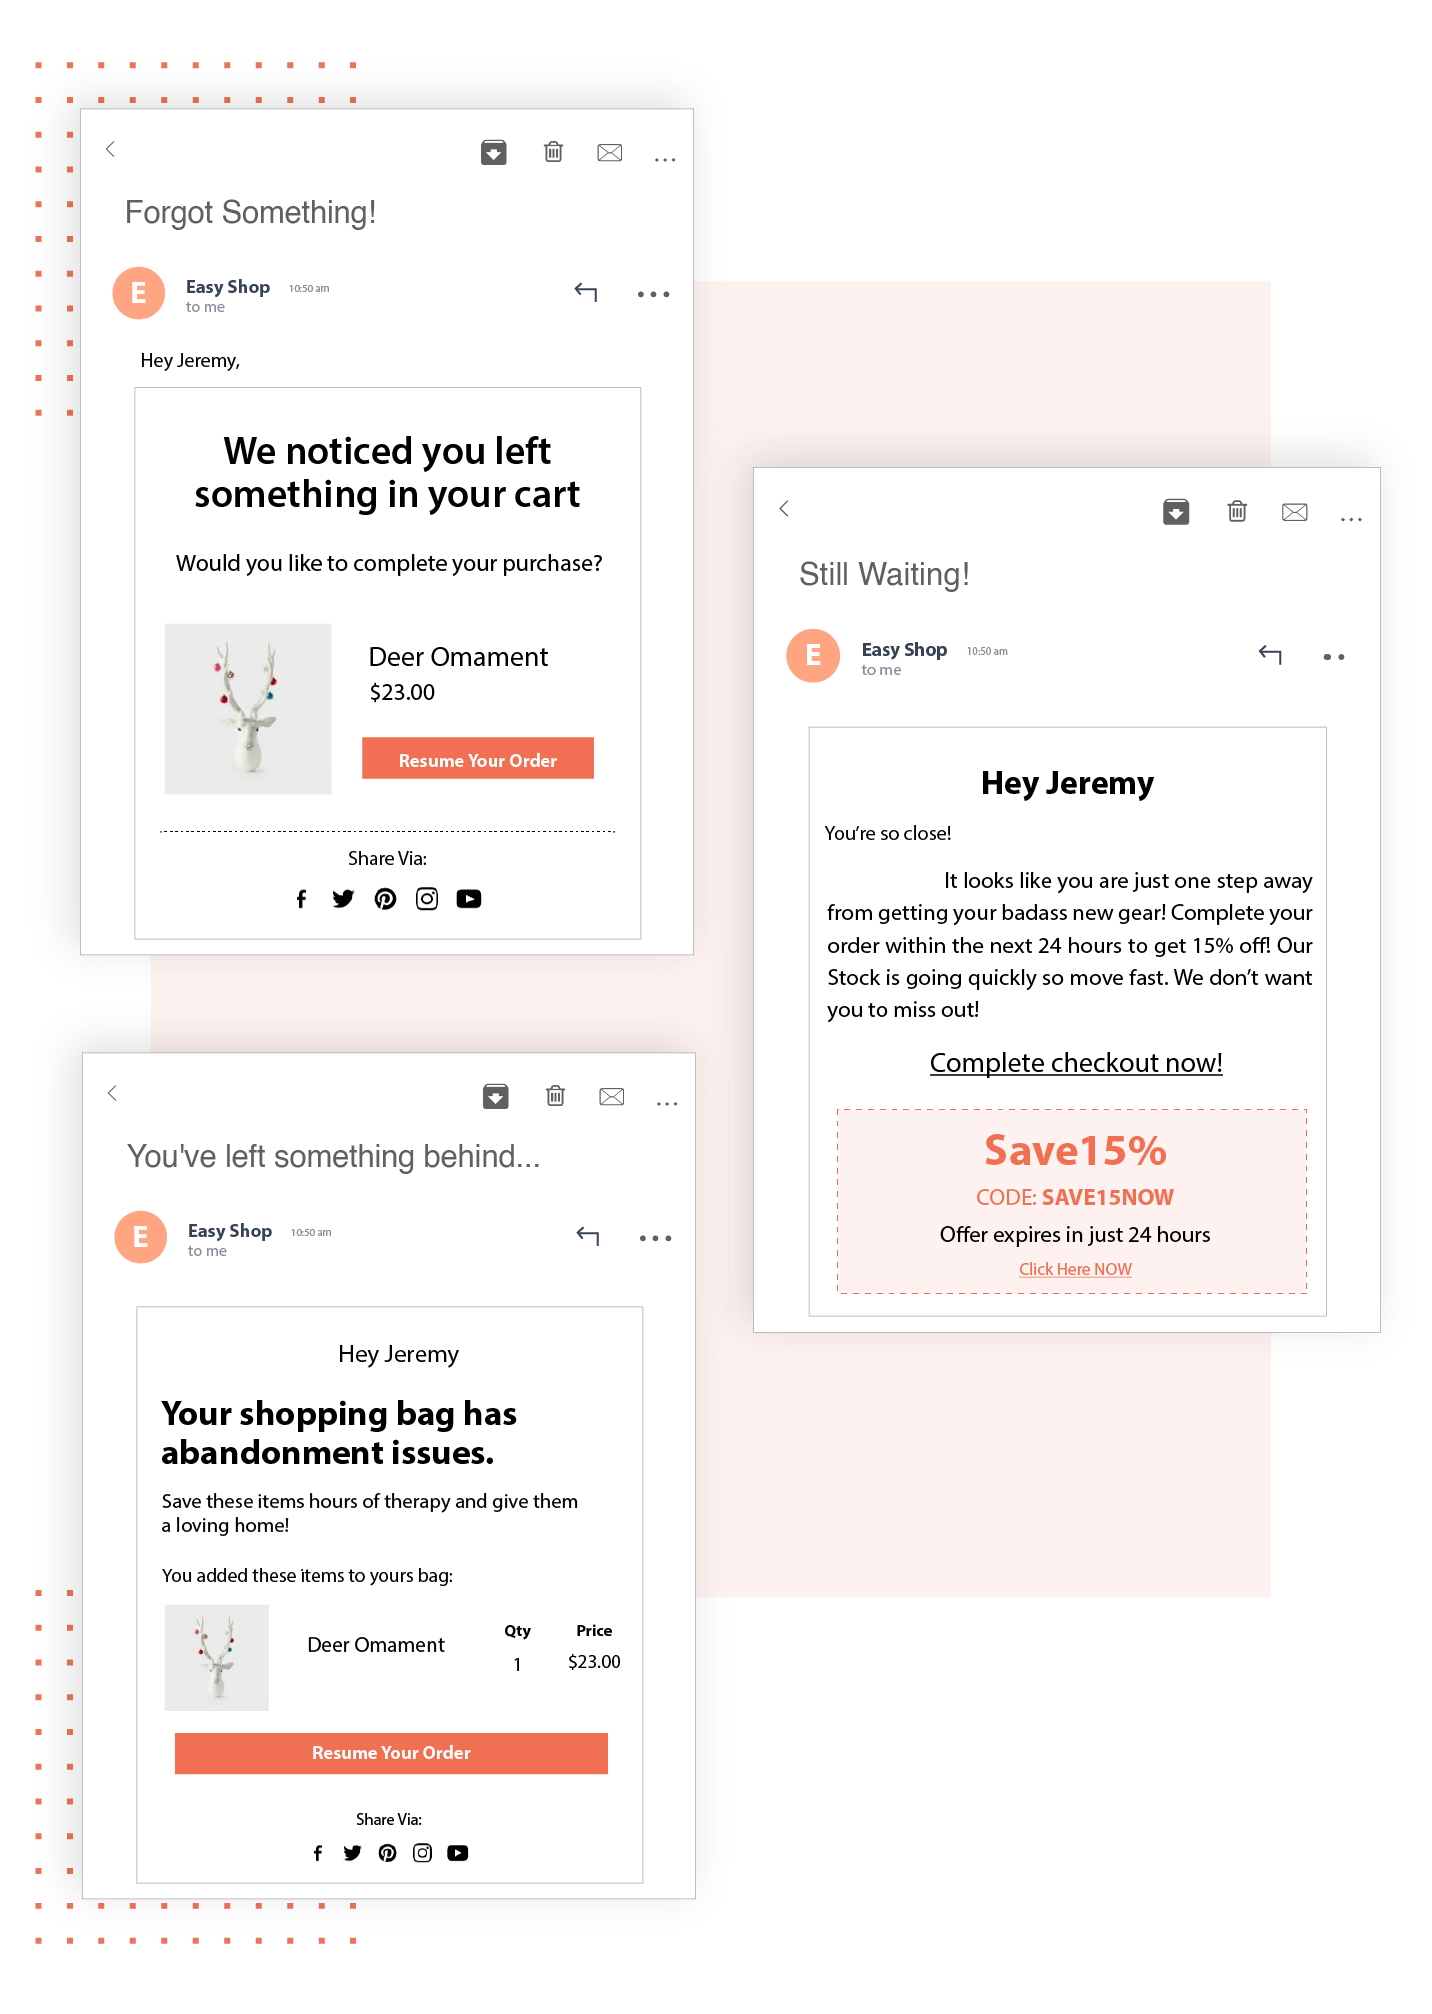 Forgot Something!
E
Easy Shop 10:50 am
to me
Hey Jeremy,
We noticed you left
something in your cart
Would you like to complete your purchase?
Deer Omament
$23.00
Resume Your Order
Share Via:
Still Waiting!
E
Easy Shop 10:50 am
to me
Hey Jeremy
You're so close!
It looks like you are just one step away
from getting your badass new gear! Complete your
order within the next 24 hours to get 15% off! Our
Stock is going quickly so move fast. We don't want
you to miss out!
Complete checkout now!
Save15%
CODE: SAVE15NOW
Offer expires in just 24 hours
Click Here NOW
You've left something behind...
E
Easy Shop 10:50 am
to me
Hey Jeremy
Your shopping bag has
abandonment issues.
Save these items hours of therapy and give them
a loving home!
You added these items to yours bag:
Qty Price
Deer Omament
1 $23.00
Resume Your Order
Share Via: